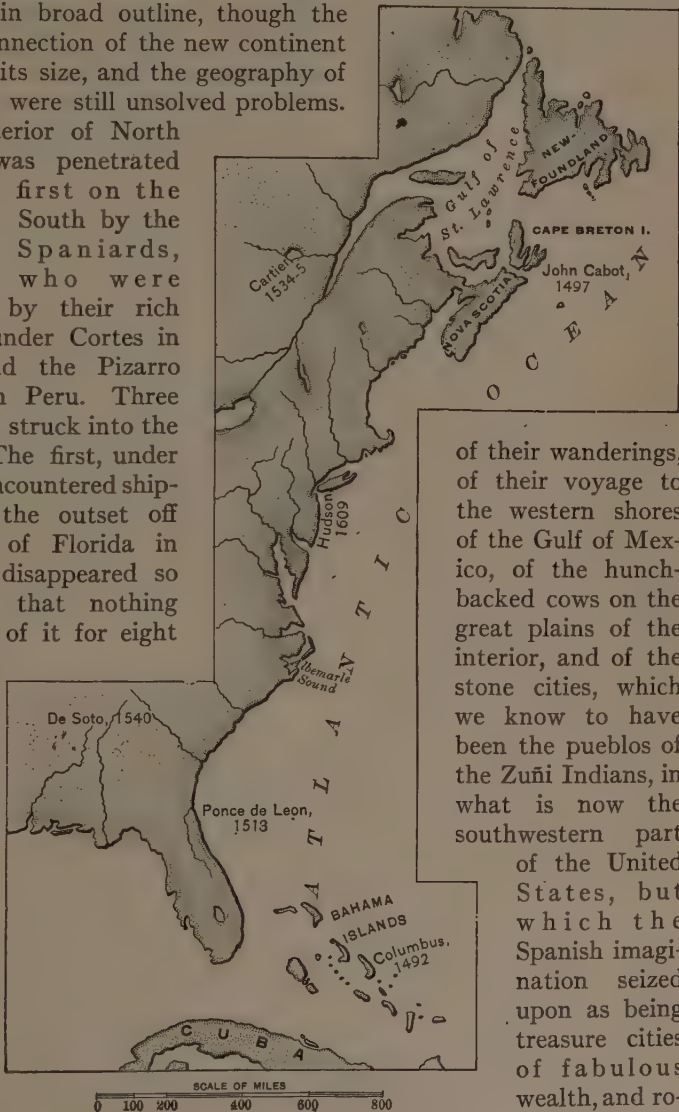 in broad outline, though the
nnection of the new continent
its size, and the geography of
were still unsolved problems.
erior of North
was penetrated
first on the
South by the
Spaniards,
who were
by their rich
under Cortes in
d the Pizarro
n Peru. Three
struck into the
The first, under
ncountered ship-
the outset off
of Florida in
disappeared so
that nothing
of it for eight
Gulf of
St. Lawrence
NEW-
FOUNDLAND
CAPE BRETON I.
John Cabot,
1497
NOVA SCOTIA
Cartier
1534-5
Hudson
1609
lbemarle
Sound
ATLANTIC OCEAN
De Soto, 1540
Ponce de Leon,
1513
BAHAMA
ISLANDS
Columbus,
1492
CUBA
SCALE OF MILES
0 100 200 400 600 800
of their wanderings,
of their voyage to
the western shores
of the Gulf of Mex-
ico, of the hunch-
backed cows on the
great plains of the
interior, and of the
stone cities, which
we know to have
been the pueblos of
the Zuñi Indians, in
what is now the
southwestern part
of the United
States, but
which the
Spanish imagi-
nation seized
upon as being
treasure cities
of fabulous
wealth, and ro-